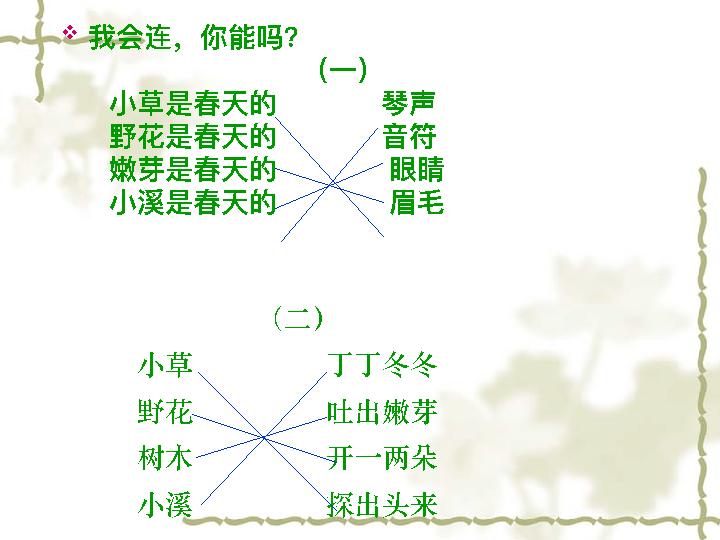 我会连，你能吗？
(一)
小草是春天的 琴声
野花是春天的 音符
嫩芽是春天的 眼睛
小溪是春天的 眉毛
（二）
小草 丁丁冬冬
野花 吐出嫩芽
树木 开一两朵
小溪 探出头来